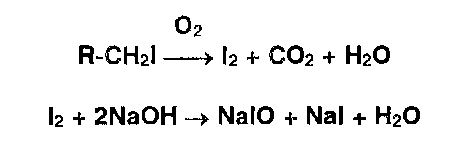 O₂
R-CH2I → I₂ + CO₂ + H₂O
I₂ + 2NaOH → NaIO + NaI + H₂O